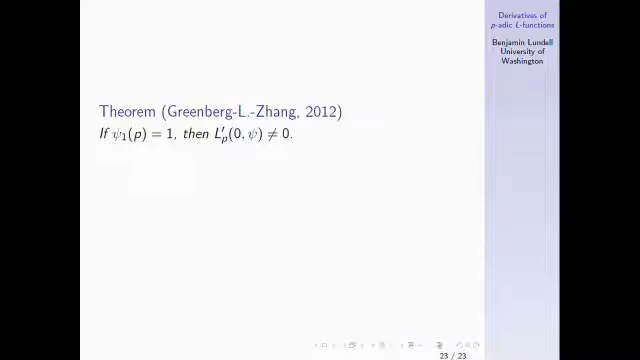 Derivatives of
p-adic L-functions
Benjamin Lundell
University of
Washington
Theorem (Greenberg-L.-Zhang, 2012)
If ψ₁(p) = 1, then L′ₚ(0, ψ) ≠ 0.
23 / 23